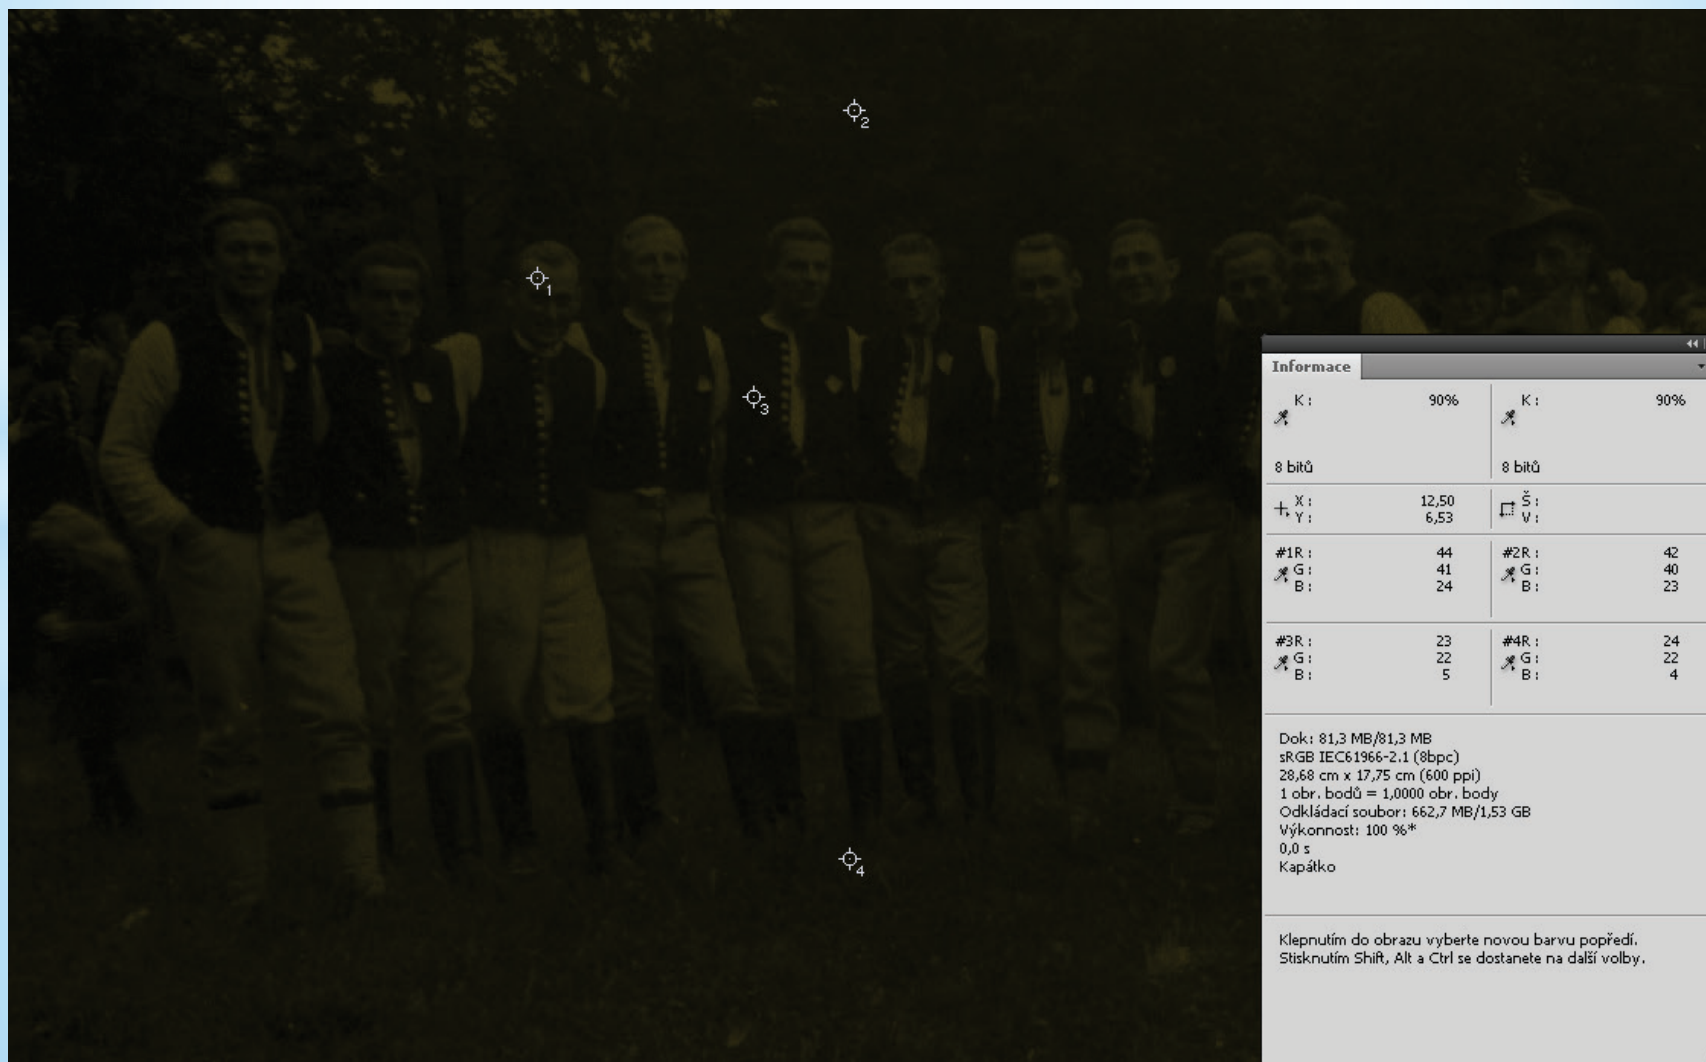 2
1
3
4
Informace
K: 90% K: 90%
8 bitů 8 bitů
X: 12,50 Š:
Y: 6,53 V:
#1R: 44 #2R: 42
G: 41 G: 40
B: 24 B: 23
#3R: 23 #4R: 24
G: 22 G: 22
B: 5 B: 4
Dok: 81,3 MB/81,3 MB
sRGB IEC61966-2.1 (8bpc)
28,68 cm x 17,75 cm (600 ppi)
1 obr. bodů = 1,0000 obr. body
Odkládací soubor: 662,7 MB/1,53 GB
Výkonnost: 100 %*
0,0 s
Kapátko
Klepnutím do obrazu vyberte novou barvu popředí.
Stisknutím Shift, Alt a Ctrl se dostanete na další volby.